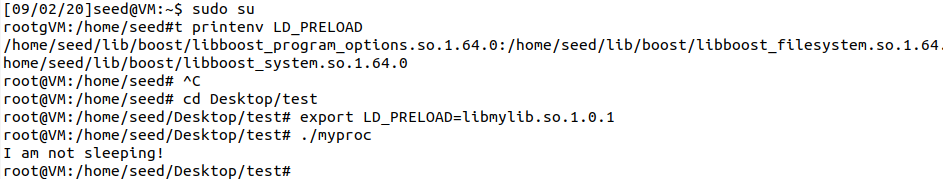 [09/02/20]seed@VM:~$ sudo su
rootgVM:/home/seed#t printenv LD_PRELOAD
/home/seed/lib/boost/libboost_program_options.so.1.64.0:/home/seed/lib/boost/libboost_filesystem.so.1.64.
home/seed/lib/boost/libboost_system.so.1.64.0
root@VM:/home/seed# ^C
root@VM:/home/seed# cd Desktop/test
root@VM:/home/seed/Desktop/test# export LD_PRELOAD=libmylib.so.1.0.1
root@VM:/home/seed/Desktop/test# ./myproc
I am not sleeping!
root@VM:/home/seed/Desktop/test#